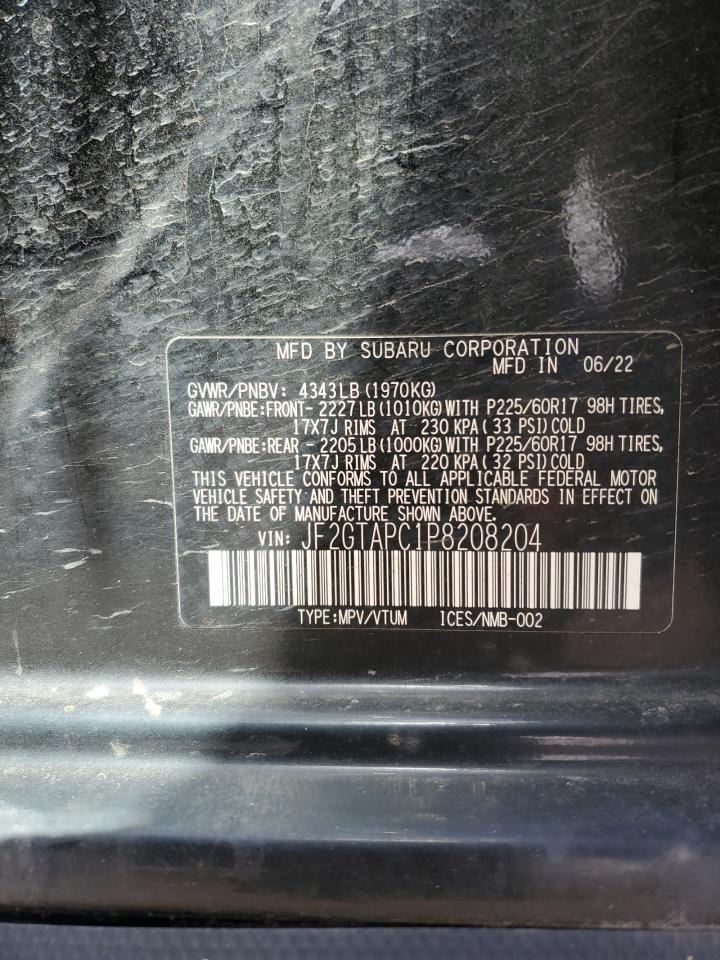 MFD BY SUBARU CORPORATION
MFD IN 06/22
GVWR/PNBV: 4343LB(1970KG)
GAWR/PNBE:FRONT- 2227LB(1010KG)WITH P225/60R17 98H TIRES,
17X7J RIMS AT 230 KPA(33 PSI)COLD
GAWR/PNBE:REAR - 2205LB(1000KG)WITH P225/60R17 98H TIRES,
17X7J RIMS AT 220 KPA(32 PSI)COLD
THIS VEHICLE CONFORMS TO ALL APPLICABLE FEDERAL MOTOR
VEHICLE SAFETY AND THEFT PREVENTION STANDARDS IN EFFECT ON
THE DATE OF MANUFACTURE SHOWN ABOVE.
VIN: JF2GTAPC1P8208204
TYPE:MPV/VTUM ICES/NMB-002